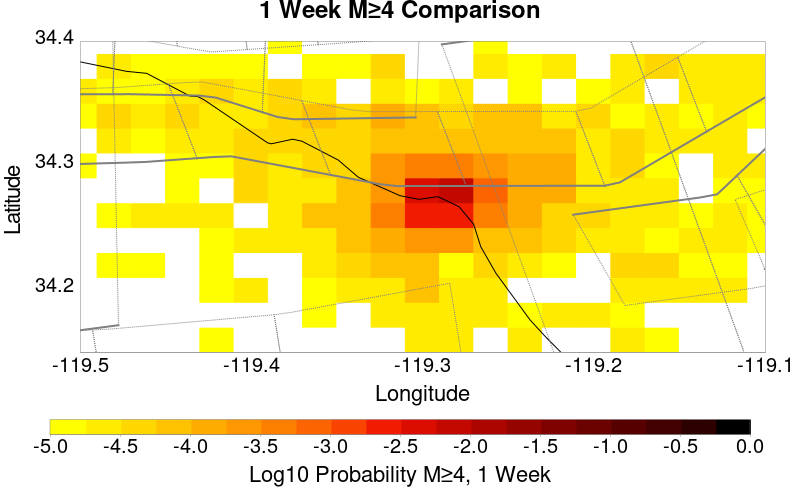 1 Week M≥4 Comparison
34.4
34.3
34.2
Latitude
-119.5 -119.4 -119.3 -119.2 -119.1
Longitude
-5.0 -4.5 -4.0 -3.5 -3.0 -2.5 -2.0 -1.5 -1.0 -0.5 0.0
Log10 Probability M≥4, 1 Week